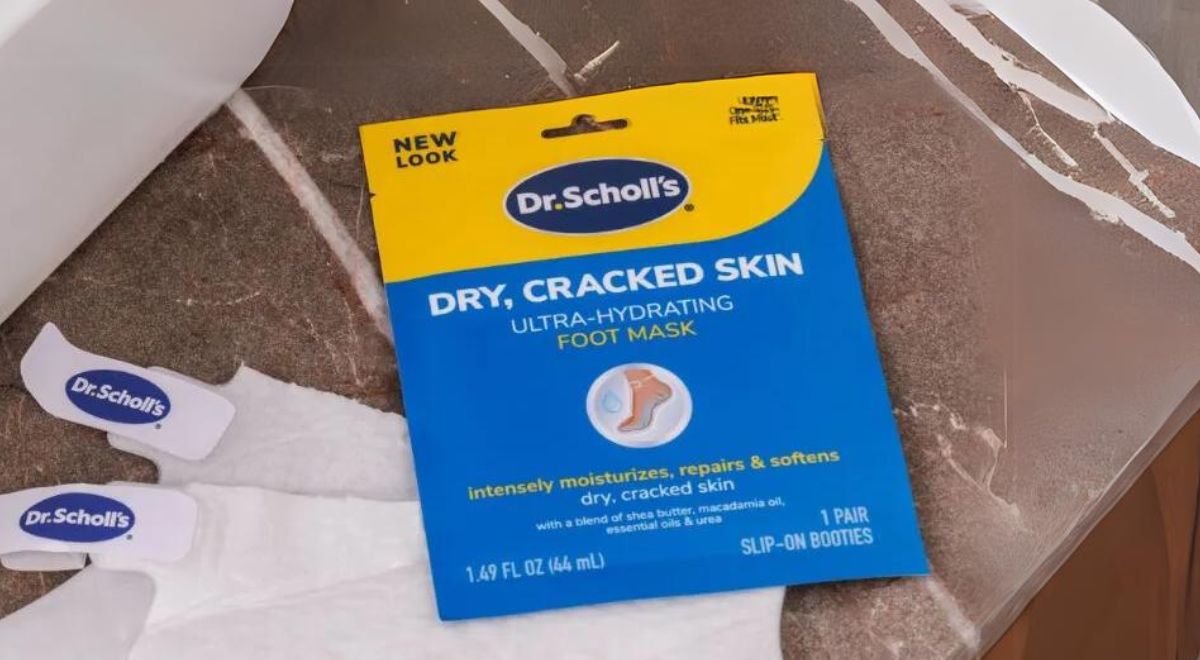 NEW
LOOK
Fits Most
Dr.Scholl's
DRY, CRACKED SKIN
ULTRA-HYDRATING
FOOT MASK
intensely moisturizes, repairs & softens
dry, cracked skin
with a blend of shea butter, macadamia oil,
essential oils & urea
1 PAIR
SLIP-ON BOOTIES
1.49 FL OZ (44 mL)
Dr.Scholl's
Dr.Scholl's